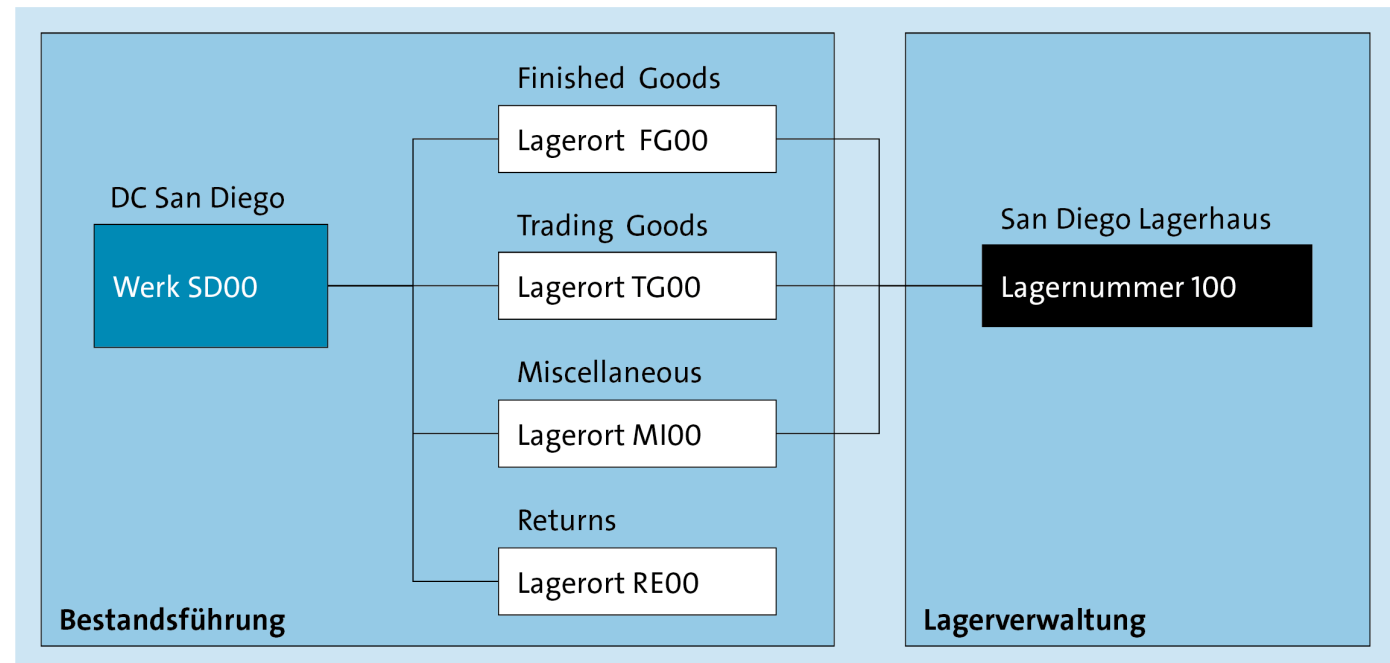 DC San Diego
Werk SD00
Finished Goods
Lagerort FG00
Trading Goods
Lagerort TG00
Miscellaneous
Lagerort MI00
Returns
Lagerort RE00
Bestandsführung
San Diego Lagerhaus
Lagernummer 100
Lagerverwaltung